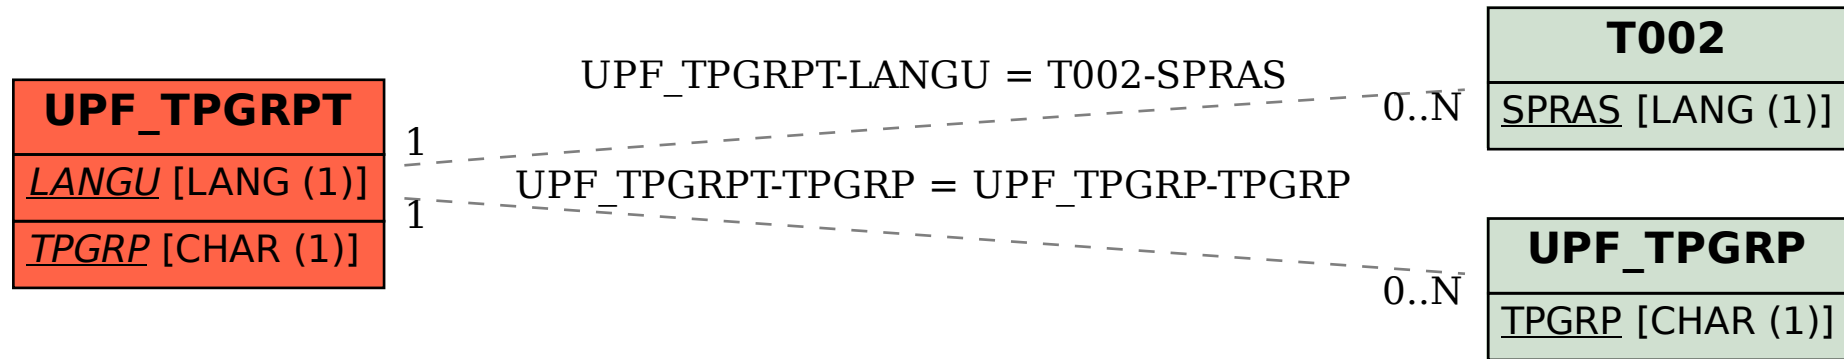 UPF_TPGRPT
LANGU [LANG (1)]
TPGRP [CHAR (1)]
UPF_TPGRPT-LANGU = T002-SPRAS
1
0..N
UPF_TPGRPT-TPGRP = UPF_TPGRP-TPGRP
1
0..N
T002
SPRAS [LANG (1)]
UPF_TPGRP
TPGRP [CHAR (1)]